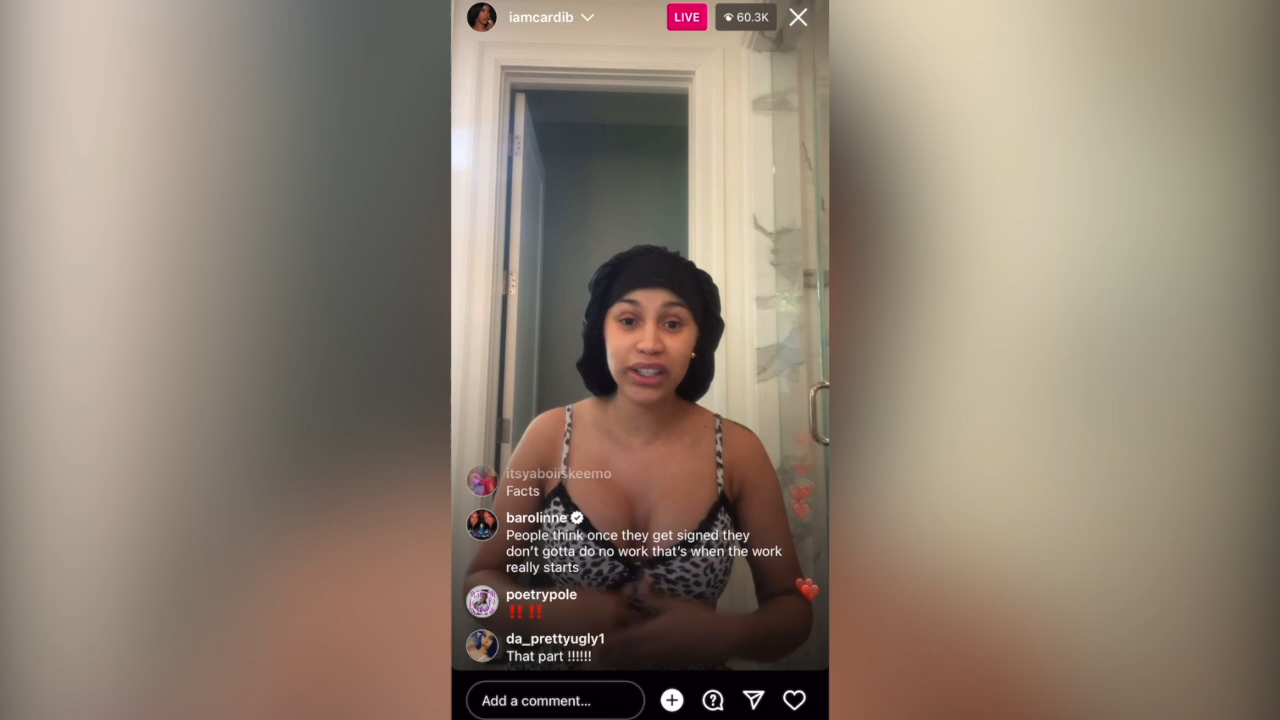 iamcardib
LIVE
60.3K
itsyaboiiskeemo
Facts
barolinne
People think once they get signed they
don't gotta do no work that's when the work
really starts
poetrypole
‼️ ‼️
da_prettyugly1
That part !!!!!!
Add a comment...